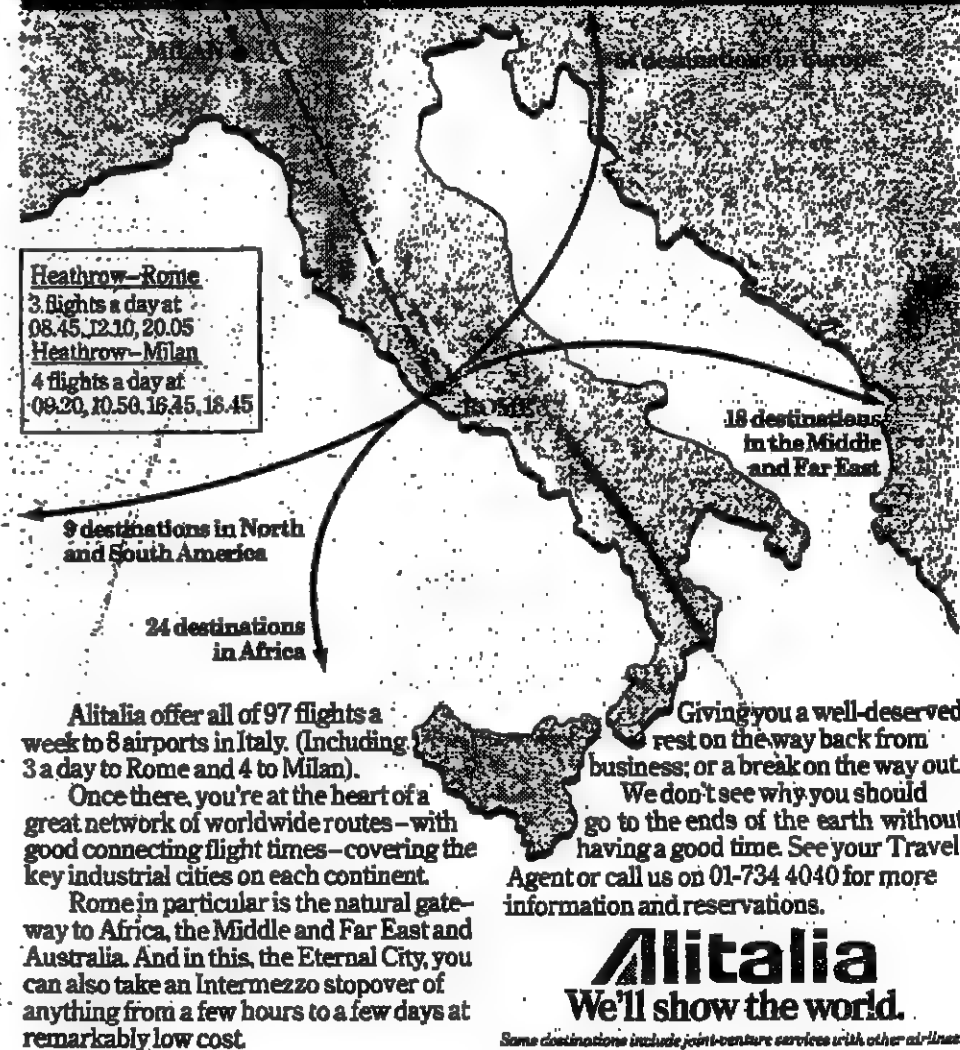 MILAN
destinations in Europe
Heathrow–Rome
3 flights a day at
08.45, 12.10, 20.05
Heathrow–Milan
4 flights a day at
09.20, 10.50, 16.45, 18.45
ROME
18 destinations
in the Middle
and Far East
9 destinations in North
and South America
24 destinations
in Africa
Alitalia offer all of 97 flights a
week to 8 airports in Italy. (Including
3 a day to Rome and 4 to Milan).
Once there, you're at the heart of a
great network of worldwide routes–with
good connecting flight times–covering the
key industrial cities on each continent.
Rome in particular is the natural gate-
way to Africa, the Middle and Far East and
Australia. And in this, the Eternal City, you
can also take an Intermezzo stopover of
anything from a few hours to a few days at
remarkably low cost.
Giving you a well-deserved
rest on the way back from
business; or a break on the way out.
We don't see why you should
go to the ends of the earth without
having a good time. See your Travel
Agent or call us on 01-734 4040 for more
information and reservations.
Alitalia
We'll show the world.
Some destinations include joint-venture services with other airlines